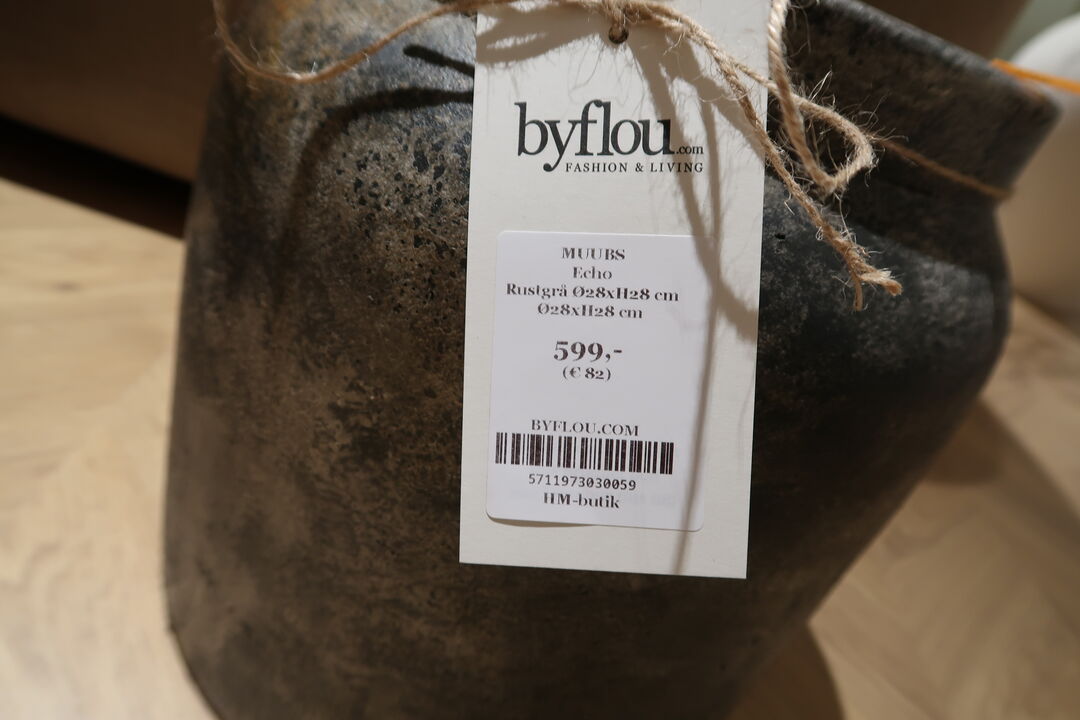 byflou.com
FASHION & LIVING
MUUBS
Echo
Rustgrå Ø28xH28 cm
Ø28xH28 cm
599,-
(€ 82)
BYFLOU.COM
5711973030059
HM-butik